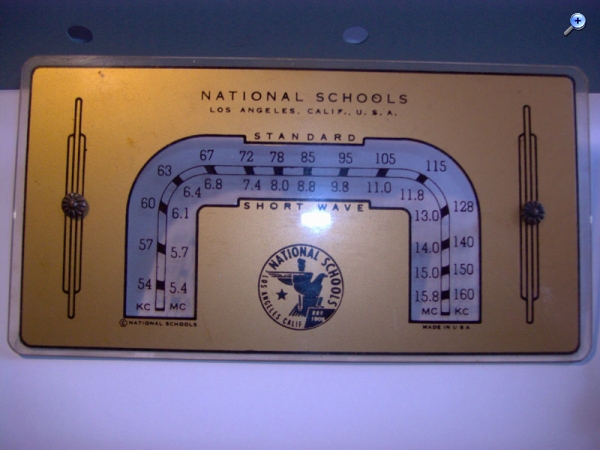 NATIONAL SCHOOLS
LOS ANGELES, CALIF., U. S. A.
STANDARD
54 57 60 63 67 72 78 85 95 105 115 128 140 150 160
5.4 5.7 6.1 6.4 6.8 7.4 8.0 8.8 9.8 11.0 11.8 13.0 14.0 15.0 15.8
SHORT WAVE
KC MC
MC KC
NATIONAL SCHOOLS
LOS ANGELES CALIF.
EST
1905
© NATIONAL SCHOOLS
MADE IN U S A